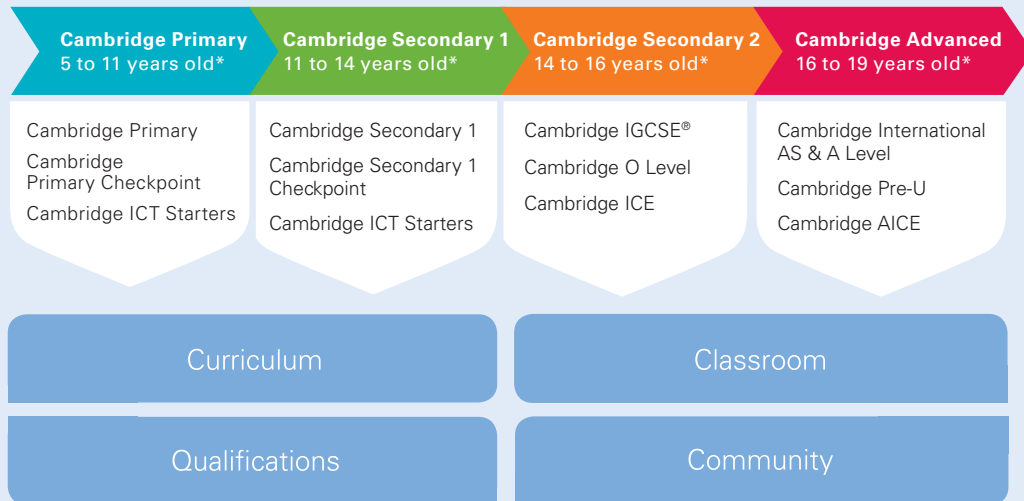 Cambridge Primary
5 to 11 years old*
Cambridge Secondary 1
11 to 14 years old*
Cambridge Secondary 2
14 to 16 years old*
Cambridge Advanced
16 to 19 years old*
Cambridge Primary
Cambridge
Primary Checkpoint
Cambridge ICT Starters
Cambridge Secondary 1
Cambridge Secondary 1
Checkpoint
Cambridge ICT Starters
Cambridge IGCSE®
Cambridge O Level
Cambridge ICE
Cambridge International
AS & A Level
Cambridge Pre-U
Cambridge AICE
Curriculum
Classroom
Qualifications
Community